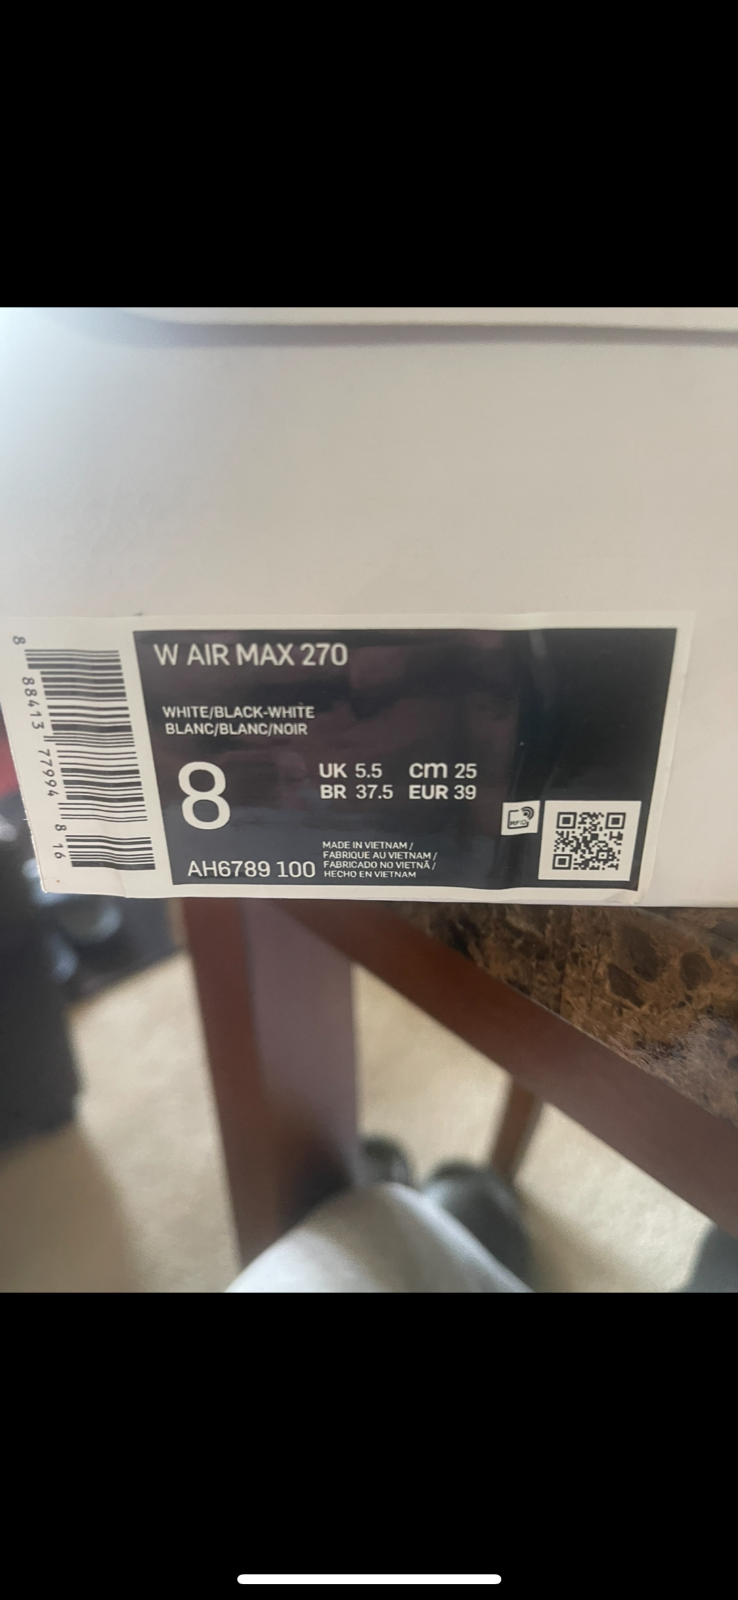 W AIR MAX 270
WHITE/BLACK-WHITE
BLANC/BLANC/NOIR
8
UK 5.5 cm 25
BR 37.5 EUR 39
AH6789 100
MADE IN VIETNAM /
FABRIQUE AU VIETNAM /
FABRICADO NO VIETNÃ /
HECHO EN VIETNAM
RFID
8 88413 77994 8 16